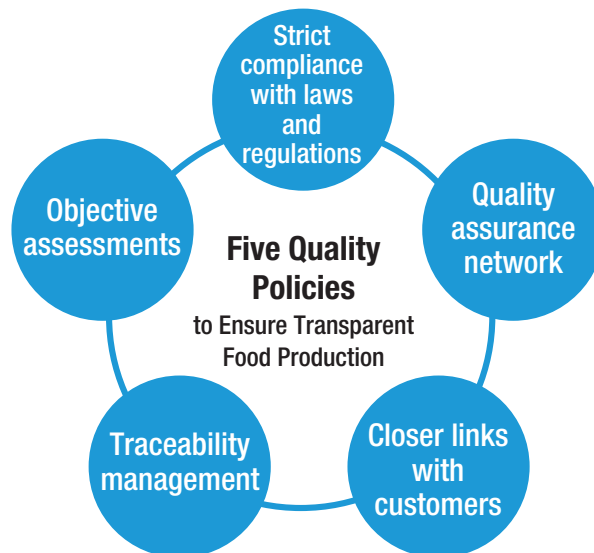 Strict
compliance
with laws
and
regulations
Quality
assurance
network
Closer links
with
customers
Traceability
management
Objective
assessments
Five Quality
Policies
to Ensure Transparent
Food Production